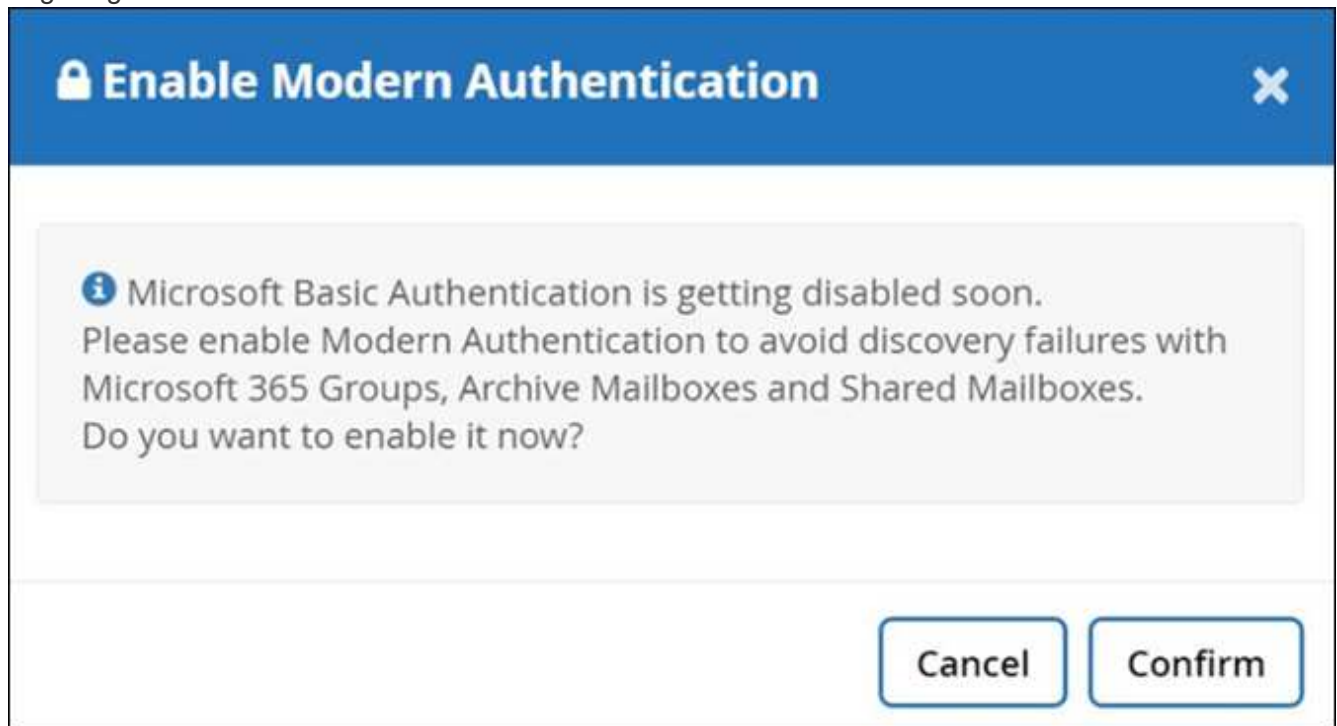 Enable Modern Authentication
Microsoft Basic Authentication is getting disabled soon.
Please enable Modern Authentication to avoid discovery failures with
Microsoft 365 Groups, Archive Mailboxes and Shared Mailboxes.
Do you want to enable it now?
Cancel Confirm